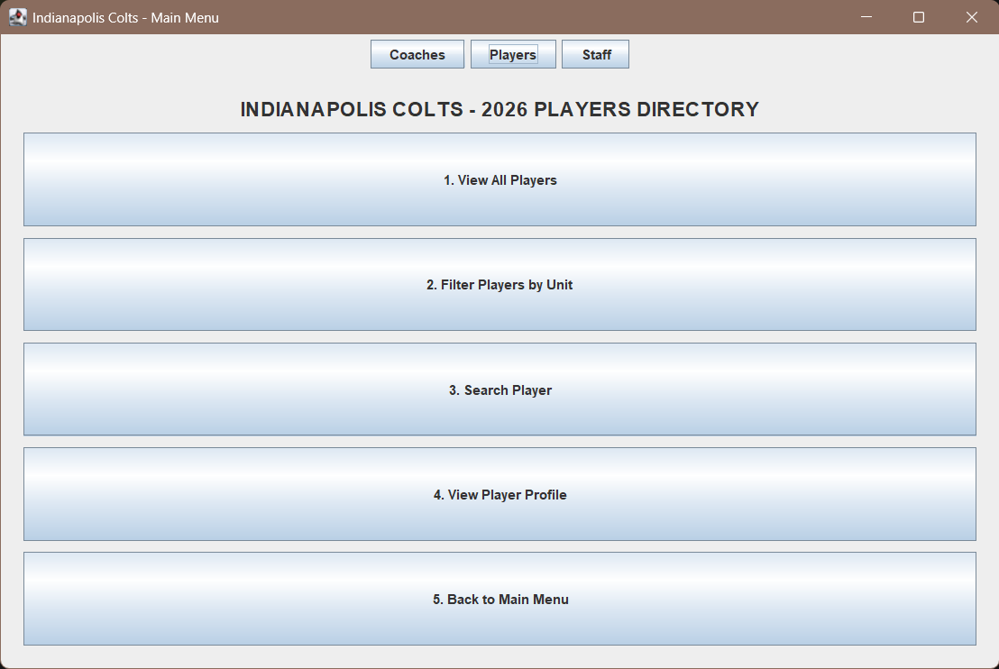 Indianapolis Colts - Main Menu
Coaches Players Staff
INDIANAPOLIS COLTS - 2026 PLAYERS DIRECTORY
1. View All Players
2. Filter Players by Unit
3. Search Player
4. View Player Profile
5. Back to Main Menu